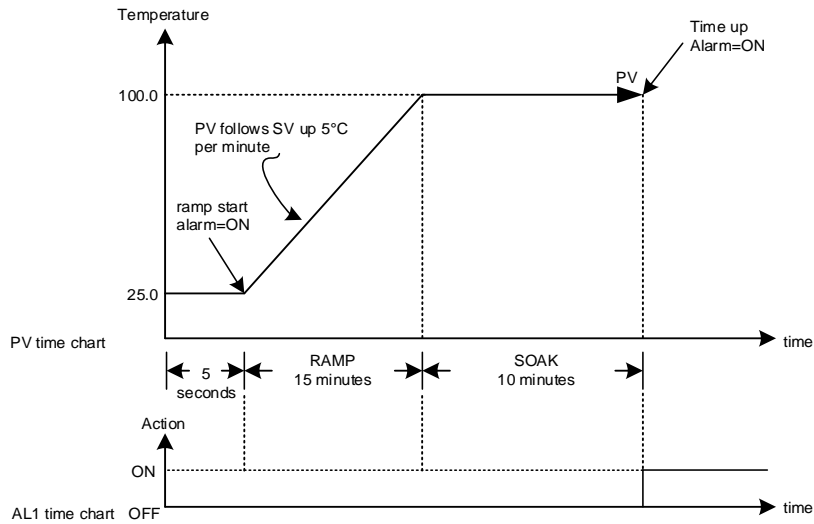 Temperature
Time up
Alarm=ON
PV
100.0
PV follows SV up 5°C
per minute
ramp start
alarm=ON
25.0
PV time chart
time
5
seconds
RAMP
15 minutes
SOAK
10 minutes
Action
ON
AL1 time chart OFF
time